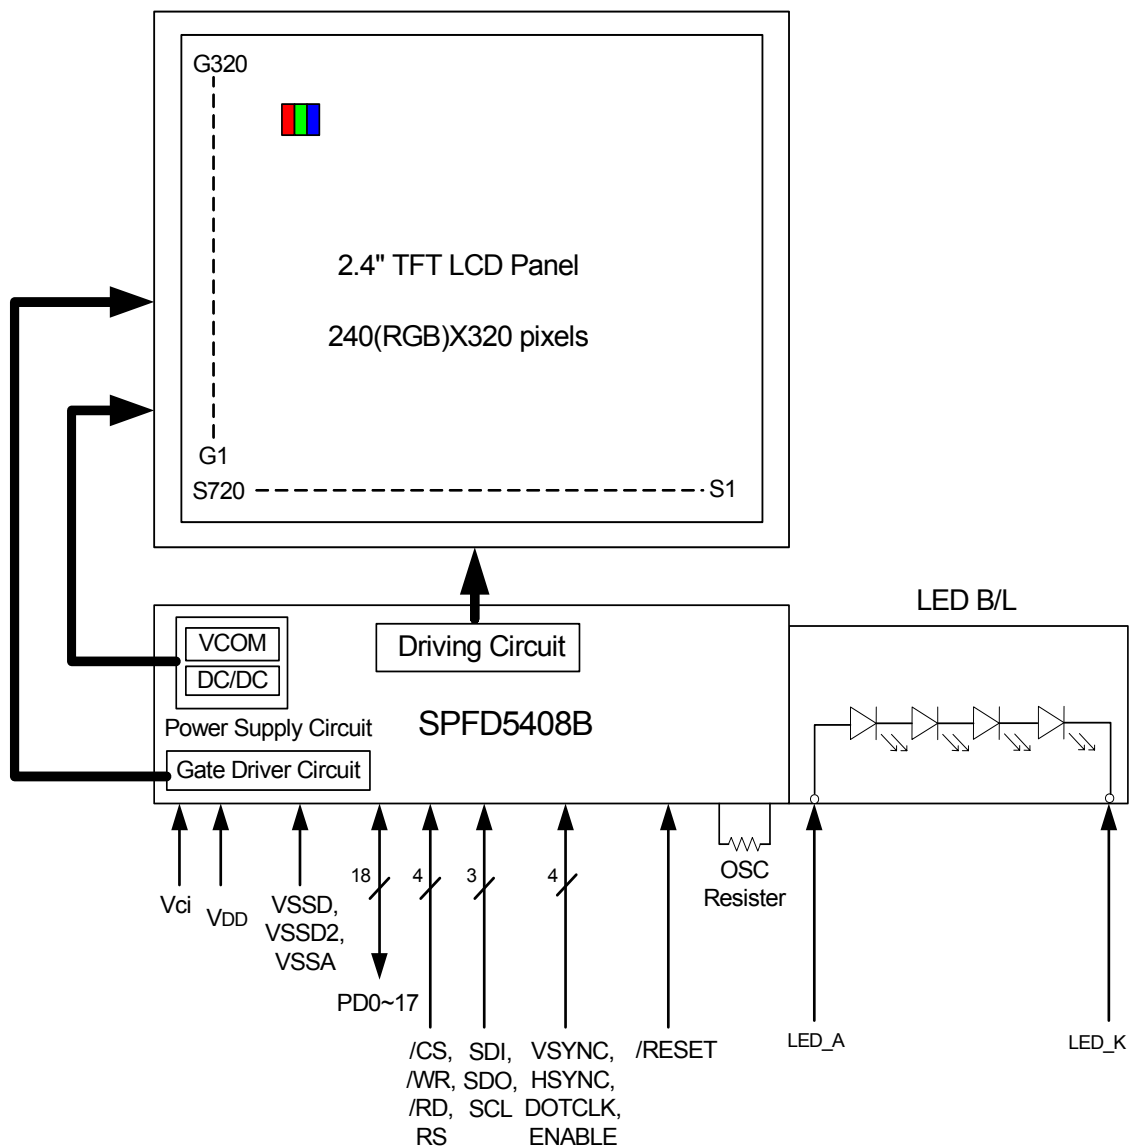 G320
2.4" TFT LCD Panel
240(RGB)X320 pixels
G1
S720
S1
LED B/L
VCOM
DC/DC
Power Supply Circuit
Gate Driver Circuit
Driving Circuit
SPFD5408B
18
4
3
4
OSC
Resister
Vci
VDD
VSSD,
VSSD2,
VSSA
PD0~17
/CS,
/WR,
/RD,
RS
SDI,
SDO,
SCL
VSYNC,
HSYNC,
DOTCLK,
ENABLE
/RESET
LED_A
LED_K